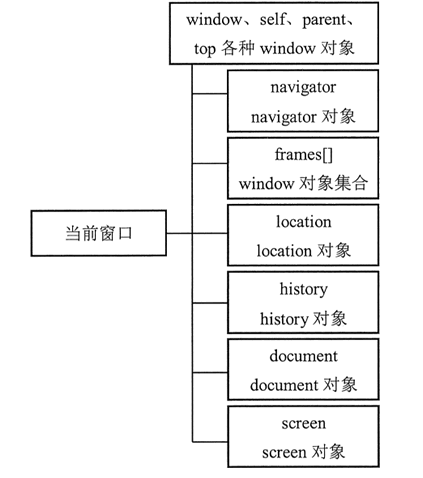 window、self、parent、
top 各种 window 对象
navigator
navigator 对象
frames[]
window 对象集合
当前窗口
location
location 对象
history
history 对象
document
document 对象
screen
screen 对象